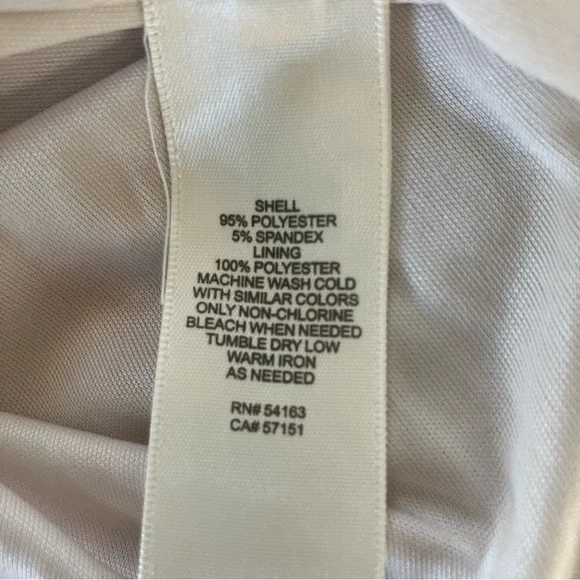 SHELL
95% POLYESTER
5% SPANDEX
LINING
100% POLYESTER
MACHINE WASH COLD
WITH SIMILAR COLORS
ONLY NON-CHLORINE
BLEACH WHEN NEEDED
TUMBLE DRY LOW
WARM IRON
AS NEEDED
RN# 54163
CA# 57151